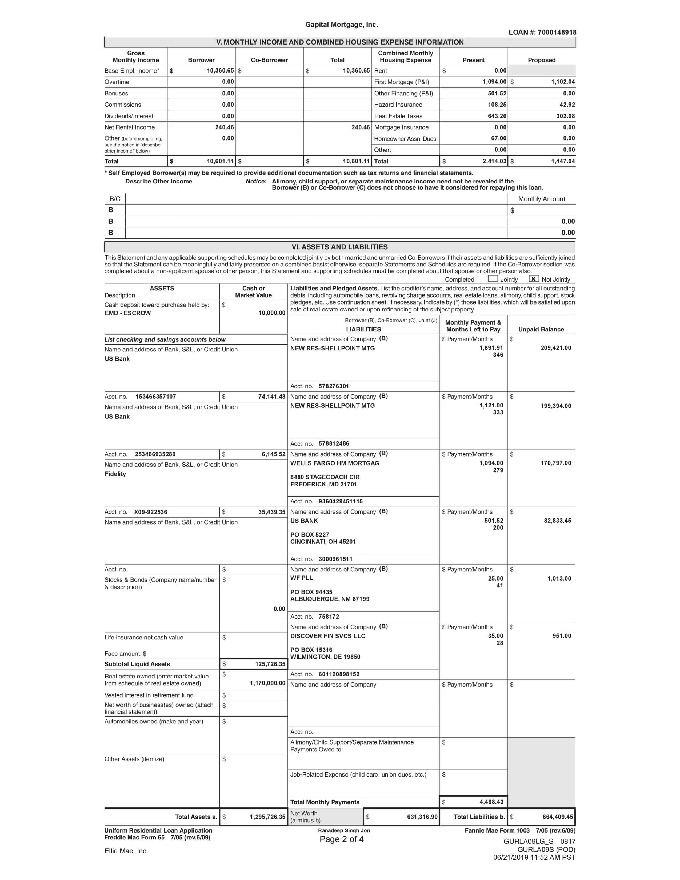 Gapital Mortgage, Inc.
LOAN #: 7000148918
V. MONTHLY INCOME AND COMBINED HOUSING EXPENSE INFORMATION
Gross Monthly Income Borrower Co-Borrower Total Combined Monthly Housing Expense Present Proposed
Base Empl. Income* $ 10,360.65 $ $ 10,360.65 Rent $ 0.00
Overtime 0.00 First Mortgage (P&I) 1,094.00 $ 1,102.04
Bonuses 0.00 Other Financing (P&I) 501.52 0.00
Commissions 0.00 Hazard Insurance 108.25 42.92
Dividends/Interest 0.00 Real Estate Taxes 643.26 302.08
Net Rental Income 240.46 240.46 Mortgage Insurance 0.00 0.00
Other (before completing, see the notice in "describe other income" below) 0.00 Homeowner Assn. Dues 67.00 0.00
Other: 0.00 0.00
Total $ 10,601.11 $ $ 10,601.11 Total $ 2,414.03 $ 1,447.04
* Self Employed Borrower(s) may be required to provide additional documentation such as tax returns and financial statements.
Describe Other Income Notice: Alimony, child support, or separate maintenance income need not be revealed if the
Borrower (B) or Co-Borrower (C) does not choose to have it considered for repaying this loan.
B/C Monthly Amount
B $
B 0.00
B 0.00
VI. ASSETS AND LIABILITIES
This Statement and any applicable supporting schedules may be completed jointly by both married and unmarried Co-Borrowers if their assets and liabilities are sufficiently joined
so that the Statement can be meaningfully and fairly presented on a combined basis; otherwise, separate Statements and Schedules are required. If the Co-Borrower section was
completed about a non-applicant spouse or other person, this Statement and supporting schedules must be completed about that spouse or other person also.
Completed Jointly X Not Jointly
ASSETS
Description
Cash or Market Value
Cash deposit toward purchase held by: $
EMD - ESCROW 10,000.00
Liabilities and Pledged Assets. List the creditor's name, address, and account number for all outstanding
debts, including automobile loans, revolving charge accounts, real estate loans, alimony, child support, stock
pledges, etc. Use continuation sheet, if necessary. Indicate by (*) those liabilities, which will be satisfied upon
sale of real estate owned or upon refinancing of the subject property.
LIABILITIES
Monthly Payment & Months Left to Pay
Unpaid Balance
List checking and savings accounts below
Name and address of Bank, S&L, or Credit Union
US Bank
Name and address of Company (B) $ Payment/Months $
NEW RES-SHELLPOINT MTG 1,691.91 209,421.00
346
Acct. no. 578276301
Acct. no. 153466357197 $ 74,141.48
Name and address of Bank, S&L, or Credit Union
US Bank
Name and address of Company (B) $ Payment/Months $
NEW RES-SHELLPOINT MTG 1,121.00 199,394.00
333
Acct. no. 578812486
Acct. no. 253466935280 $ 6,145.52
Name and address of Bank, S&L, or Credit Union
Fidelity
Name and address of Company (B) $ Payment/Months $
WELLS FARGO HM MORTGAG 1,094.00 170,797.00
279
8480 STAGECOACH CIR
FREDERICK, MD 21701
Acct. no. 9360428451115
Acct. no. X09-922536 $ 35,439.35
Name and address of Bank, S&L, or Credit Union
Name and address of Company (B) $ Payment/Months $
US BANK 501.52 82,833.45
200
PO BOX 5227
CINCINNATI, OH 45201
Acct. no. 3000961511
Acct. no. $
Stocks & Bonds (Company name/number & description) $
0.00
Name and address of Company (B) $ Payment/Months $
WF PLL 25.00 1,013.00
41
PO BOX 94435
ALBUQUERQUE, NM 87199
Acct. no. 758172
Name and address of Company (B) $ Payment/Months $
DISCOVER FIN SVCS LLC 35.00 951.00
28
PO BOX 15316
WILMINGTON, DE 19850
Acct. no. 601120898152
Life insurance net cash value $
Face amount: $
Subtotal Liquid Assets $ 125,726.35
Real estate owned (enter market value from schedule of real estate owned) $ 1,170,000.00
Vested interest in retirement fund $
Net worth of business(es) owned (attach financial statement) $
Automobiles owned (make and year) $
Other Assets (itemize) $
Name and address of Company $ Payment/Months $
Acct. no.
Alimony/Child Support/Separate Maintenance Payments Owed to: $
Job-Related Expense (child care, union dues, etc.) $
Total Monthly Payments $ 4,468.43
Total Assets a. $ 1,295,726.35 Net Worth (a minus b) $ 631,316.90 Total Liabilities b. $ 664,409.45
Uniform Residential Loan Application
Freddie Mac Form 65 7/05 (rev.6/09)
Ranadeep Singh Jon
Page 2 of 4
Fannie Mae Form 1003 7/05 (rev.6/09)
Ellie Mae, Inc.
GURLA09LG_S 0817
GURLA09S (POD)
06/21/2019 11:52 AM PST